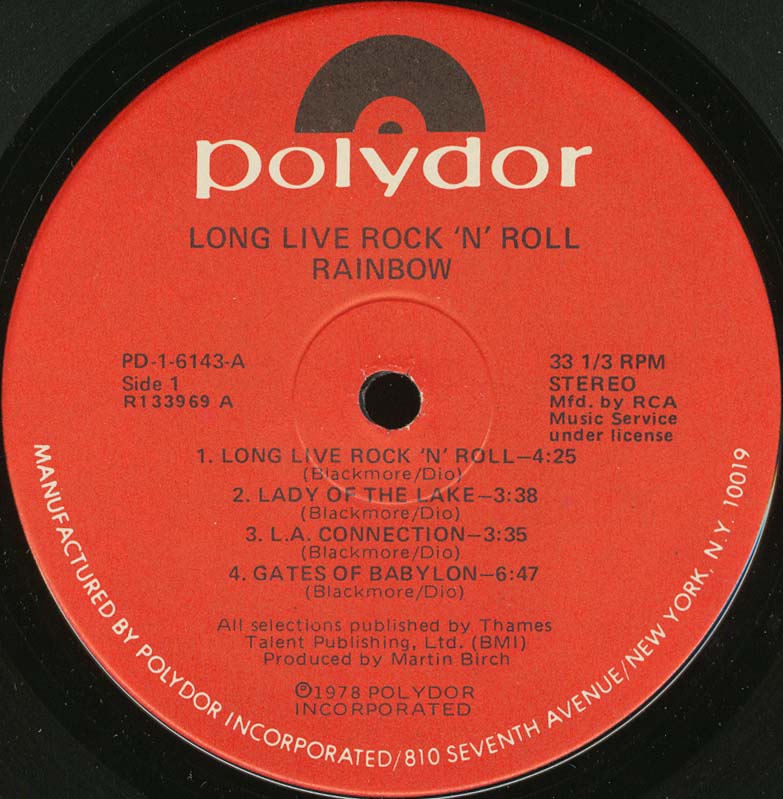 polydor
LONG LIVE ROCK 'N' ROLL
RAINBOW
PD-1-6143-A
Side 1
R133969 A
33 1/3 RPM
STEREO
Mfd. by RCA
Music Service
under license
1. LONG LIVE ROCK 'N' ROLL—4:25
(Blackmore/Dio)
2. LADY OF THE LAKE—3:38
(Blackmore/Dio)
3. L.A. CONNECTION—3:35
(Blackmore/Dio)
4. GATES OF BABYLON—6:47
(Blackmore/Dio)
All selections published by Thames
Talent Publishing, Ltd. (BMI)
Produced by Martin Birch
℗1978 POLYDOR
INCORPORATED
MANUFACTURED BY POLYDOR INCORPORATED/810 SEVENTH AVENUE/NEW YORK, N.Y. 10019